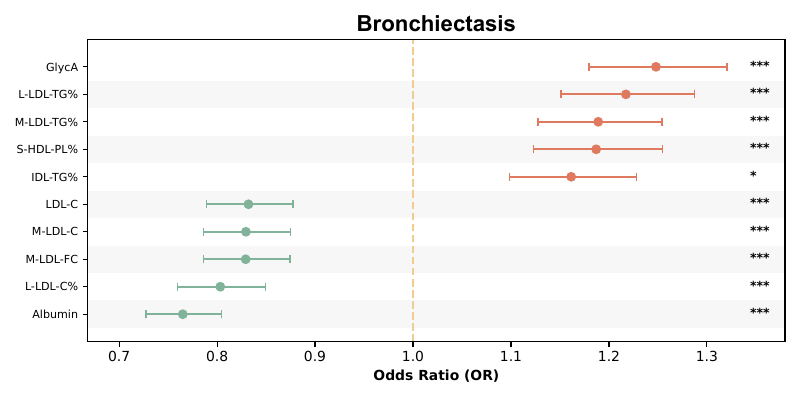 Bronchiectasis
GlycA ***
L-LDL-TG% ***
M-LDL-TG% ***
S-HDL-PL% ***
IDL-TG% *
LDL-C ***
M-LDL-C ***
M-LDL-FC ***
L-LDL-C% ***
Albumin ***
0.7 0.8 0.9 1.0 1.1 1.2 1.3
Odds Ratio (OR)